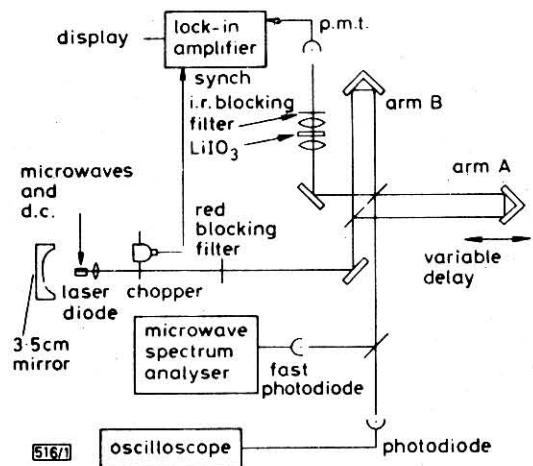 display
lock-in
amplifier
p.m.t.
synch
i.r. blocking
filter
LiIO3
arm B
arm A
variable
delay
microwaves
and
d.c.
red
blocking
filter
laser
diode
chopper
3·5cm
mirror
microwave
spectrum
analyser
fast
photodiode
516/1
oscilloscope
photodiode